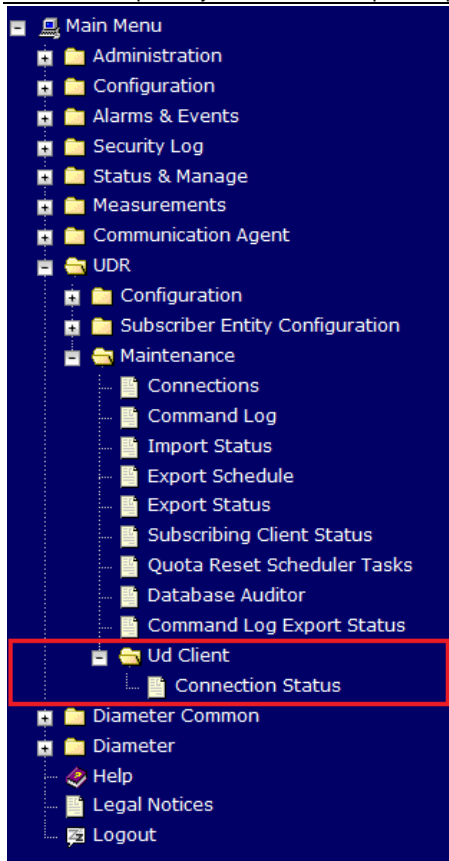 Main Menu
Administration
Configuration
Alarms & Events
Security Log
Status & Manage
Measurements
Communication Agent
UDR
Configuration
Subscriber Entity Configuration
Maintenance
Connections
Command Log
Import Status
Export Schedule
Export Status
Subscribing Client Status
Quota Reset Scheduler Tasks
Database Auditor
Command Log Export Status
Ud Client
Connection Status
Diameter Common
Diameter
Help
Legal Notices
Logout